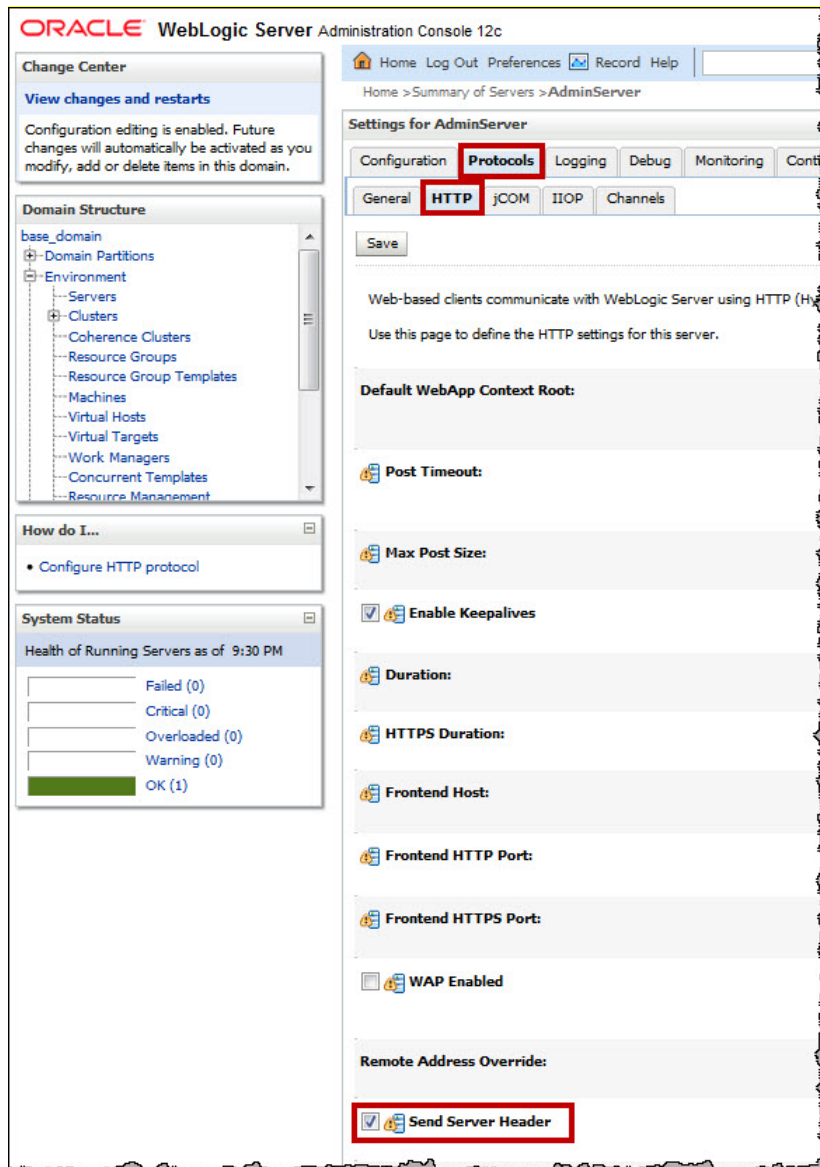 ORACLE WebLogic Server Administration Console 12c
Change Center
View changes and restarts
Configuration editing is enabled. Future
changes will automatically be activated as you
modify, add or delete items in this domain.
Domain Structure
base_domain
Domain Partitions
Environment
Servers
Clusters
Coherence Clusters
Resource Groups
Resource Group Templates
Machines
Virtual Hosts
Virtual Targets
Work Managers
Concurrent Templates
Resource Management
How do I...
Configure HTTP protocol
System Status
Health of Running Servers as of 9:30 PM
Failed (0)
Critical (0)
Overloaded (0)
Warning (0)
OK (1)
Home Log Out Preferences Record Help
Home >Summary of Servers >AdminServer
Settings for AdminServer
Configuration Protocols Logging Debug Monitoring
General HTTP jCOM IIOP Channels
Save
Web-based clients communicate with WebLogic Server using HTTP
Use this page to define the HTTP settings for this server.
Default WebApp Context Root:
Post Timeout:
Max Post Size:
Enable Keepalives
Duration:
HTTPS Duration:
Frontend Host:
Frontend HTTP Port:
Frontend HTTPS Port:
WAP Enabled
Remote Address Override:
Send Server Header